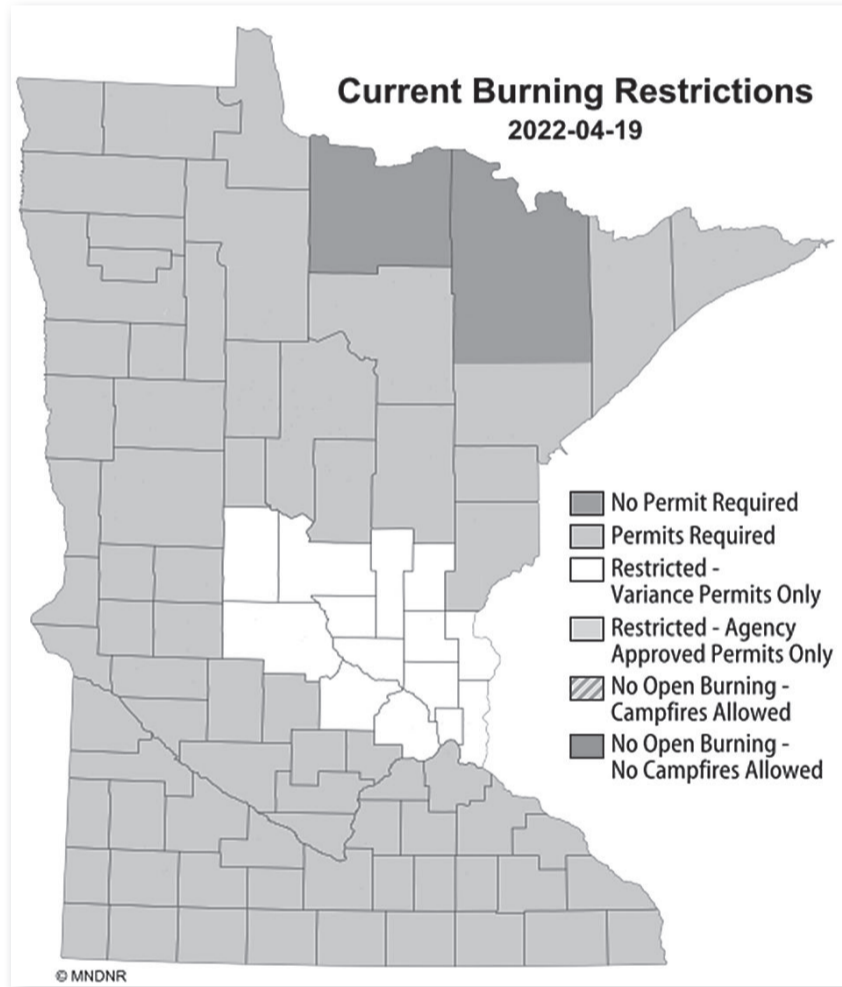 Current Burning Restrictions
2022-04-19
No Permit Required
Permits Required
Restricted -
Variance Permits Only
Restricted - Agency
Approved Permits Only
No Open Burning -
Campfires Allowed
No Open Burning -
No Campfires Allowed
© MNDNR